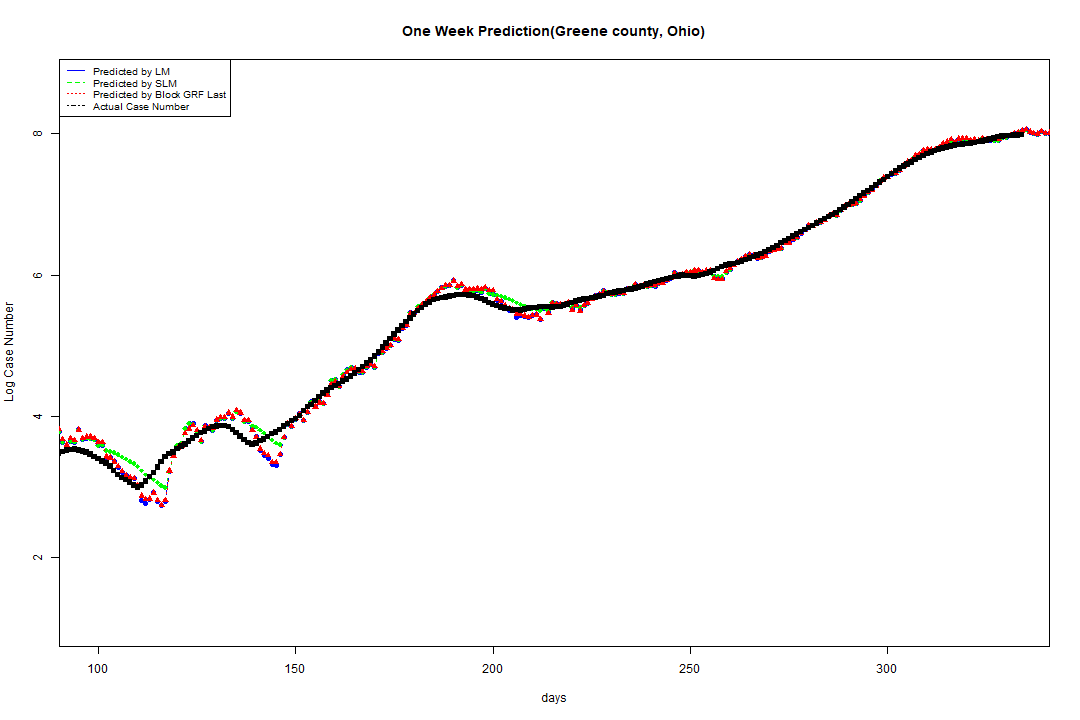 One Week Prediction(Greene county, Ohio)
Predicted by LM
Predicted by SLM
Predicted by Block GRF Last
Actual Case Number
8
6
4
2
Log Case Number
100 150 200 250 300
days